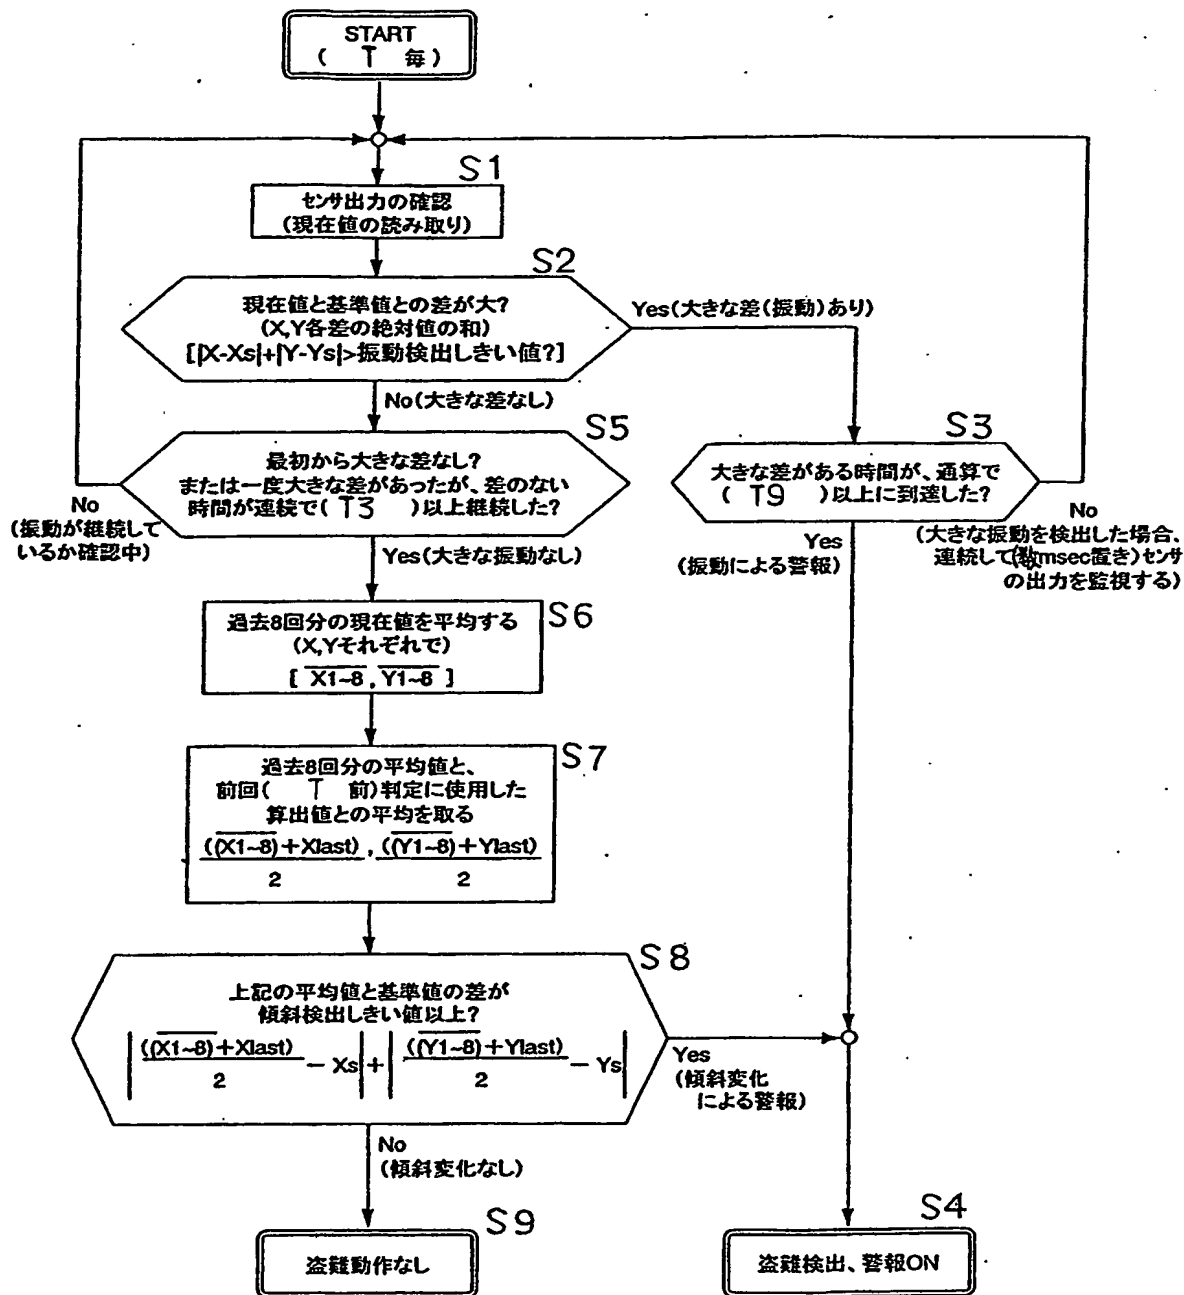 START
( T 毎)
S1
センサ出力の確認
(現在値の読み取り)
S2
現在値と基準値との差が大?
(X,Y各差の絶対値の和)
[|X-Xs|+|Y-Ys|>振動検出しきい値?]
Yes(大きな差(振動)あり)
No(大きな差なし)
S5
最初から大きな差なし?
または一度大きな差があったが、差のない
時間が連続で( T3 )以上継続した?
No
(振動が継続して
いるか確認中)
Yes(大きな振動なし)
S3
大きな差がある時間が、通算で
( T9 )以上に到達した?
Yes
(振動による警報)
No
(大きな振動を検出した場合、
連続して(数msec置き)センサ
の出力を監視する)
S6
過去8回分の現在値を平均する
(X,Yそれぞれで)
[ X1~8 , Y1~8 ]
S7
過去8回分の平均値と、
前回( T 前)判定に使用した
算出値との平均を取る
((X1~8)+Xlast) , ((Y1~8)+Ylast)
2 2
S8
上記の平均値と基準値の差が
傾斜検出しきい値以上?
| ((X1~8)+Xlast) / 2 - Xs | + | ((Y1~8)+Ylast) / 2 - Ys |
Yes
(傾斜変化
による警報)
No
(傾斜変化なし)
S9
盗難動作なし
S4
盗難検出、警報ON